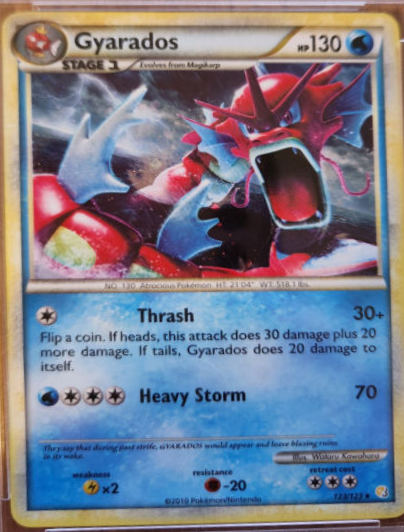 Gyarados
HP130
STAGE 1 Evolves from Magikarp
NO. 130 Atrocious Pokémon HT: 21'04" WT: 518.1 lbs.
Thrash 30+
Flip a coin. If heads, this attack does 30 damage plus 20
more damage. If tails, Gyarados does 20 damage to
itself.
Heavy Storm 70
They say that during past strife, GYARADOS would appear and leave blazing ruins
in its wake.
Illus. Wataru Kawahara
weakness resistance retreat cost
×2 -20
©2010 Pokémon/Nintendo 123/123 ★